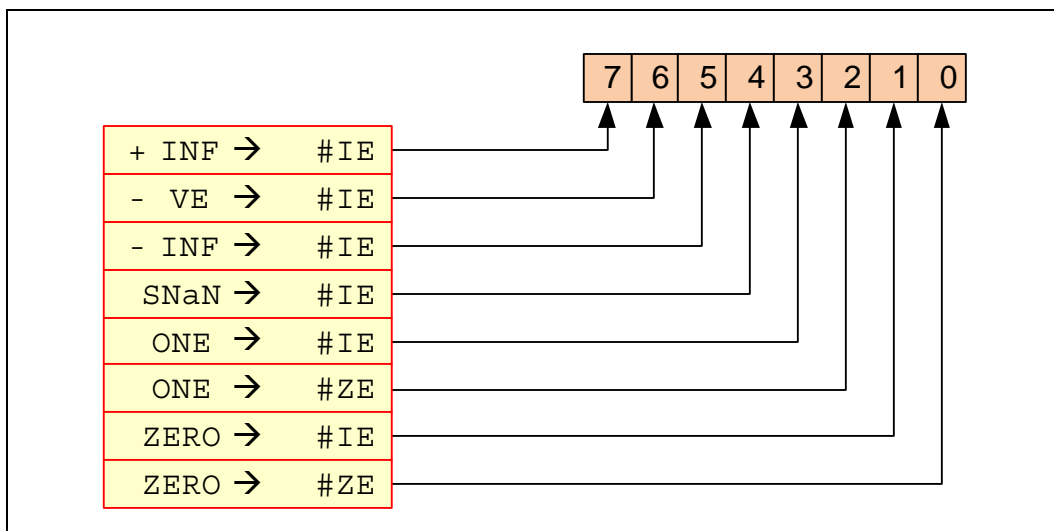 7 6 5 4 3 2 1 0
+ INF → #IE
- VE → #IE
- INF → #IE
SNaN → #IE
ONE → #IE
ONE → #ZE
ZERO → #IE
ZERO → #ZE